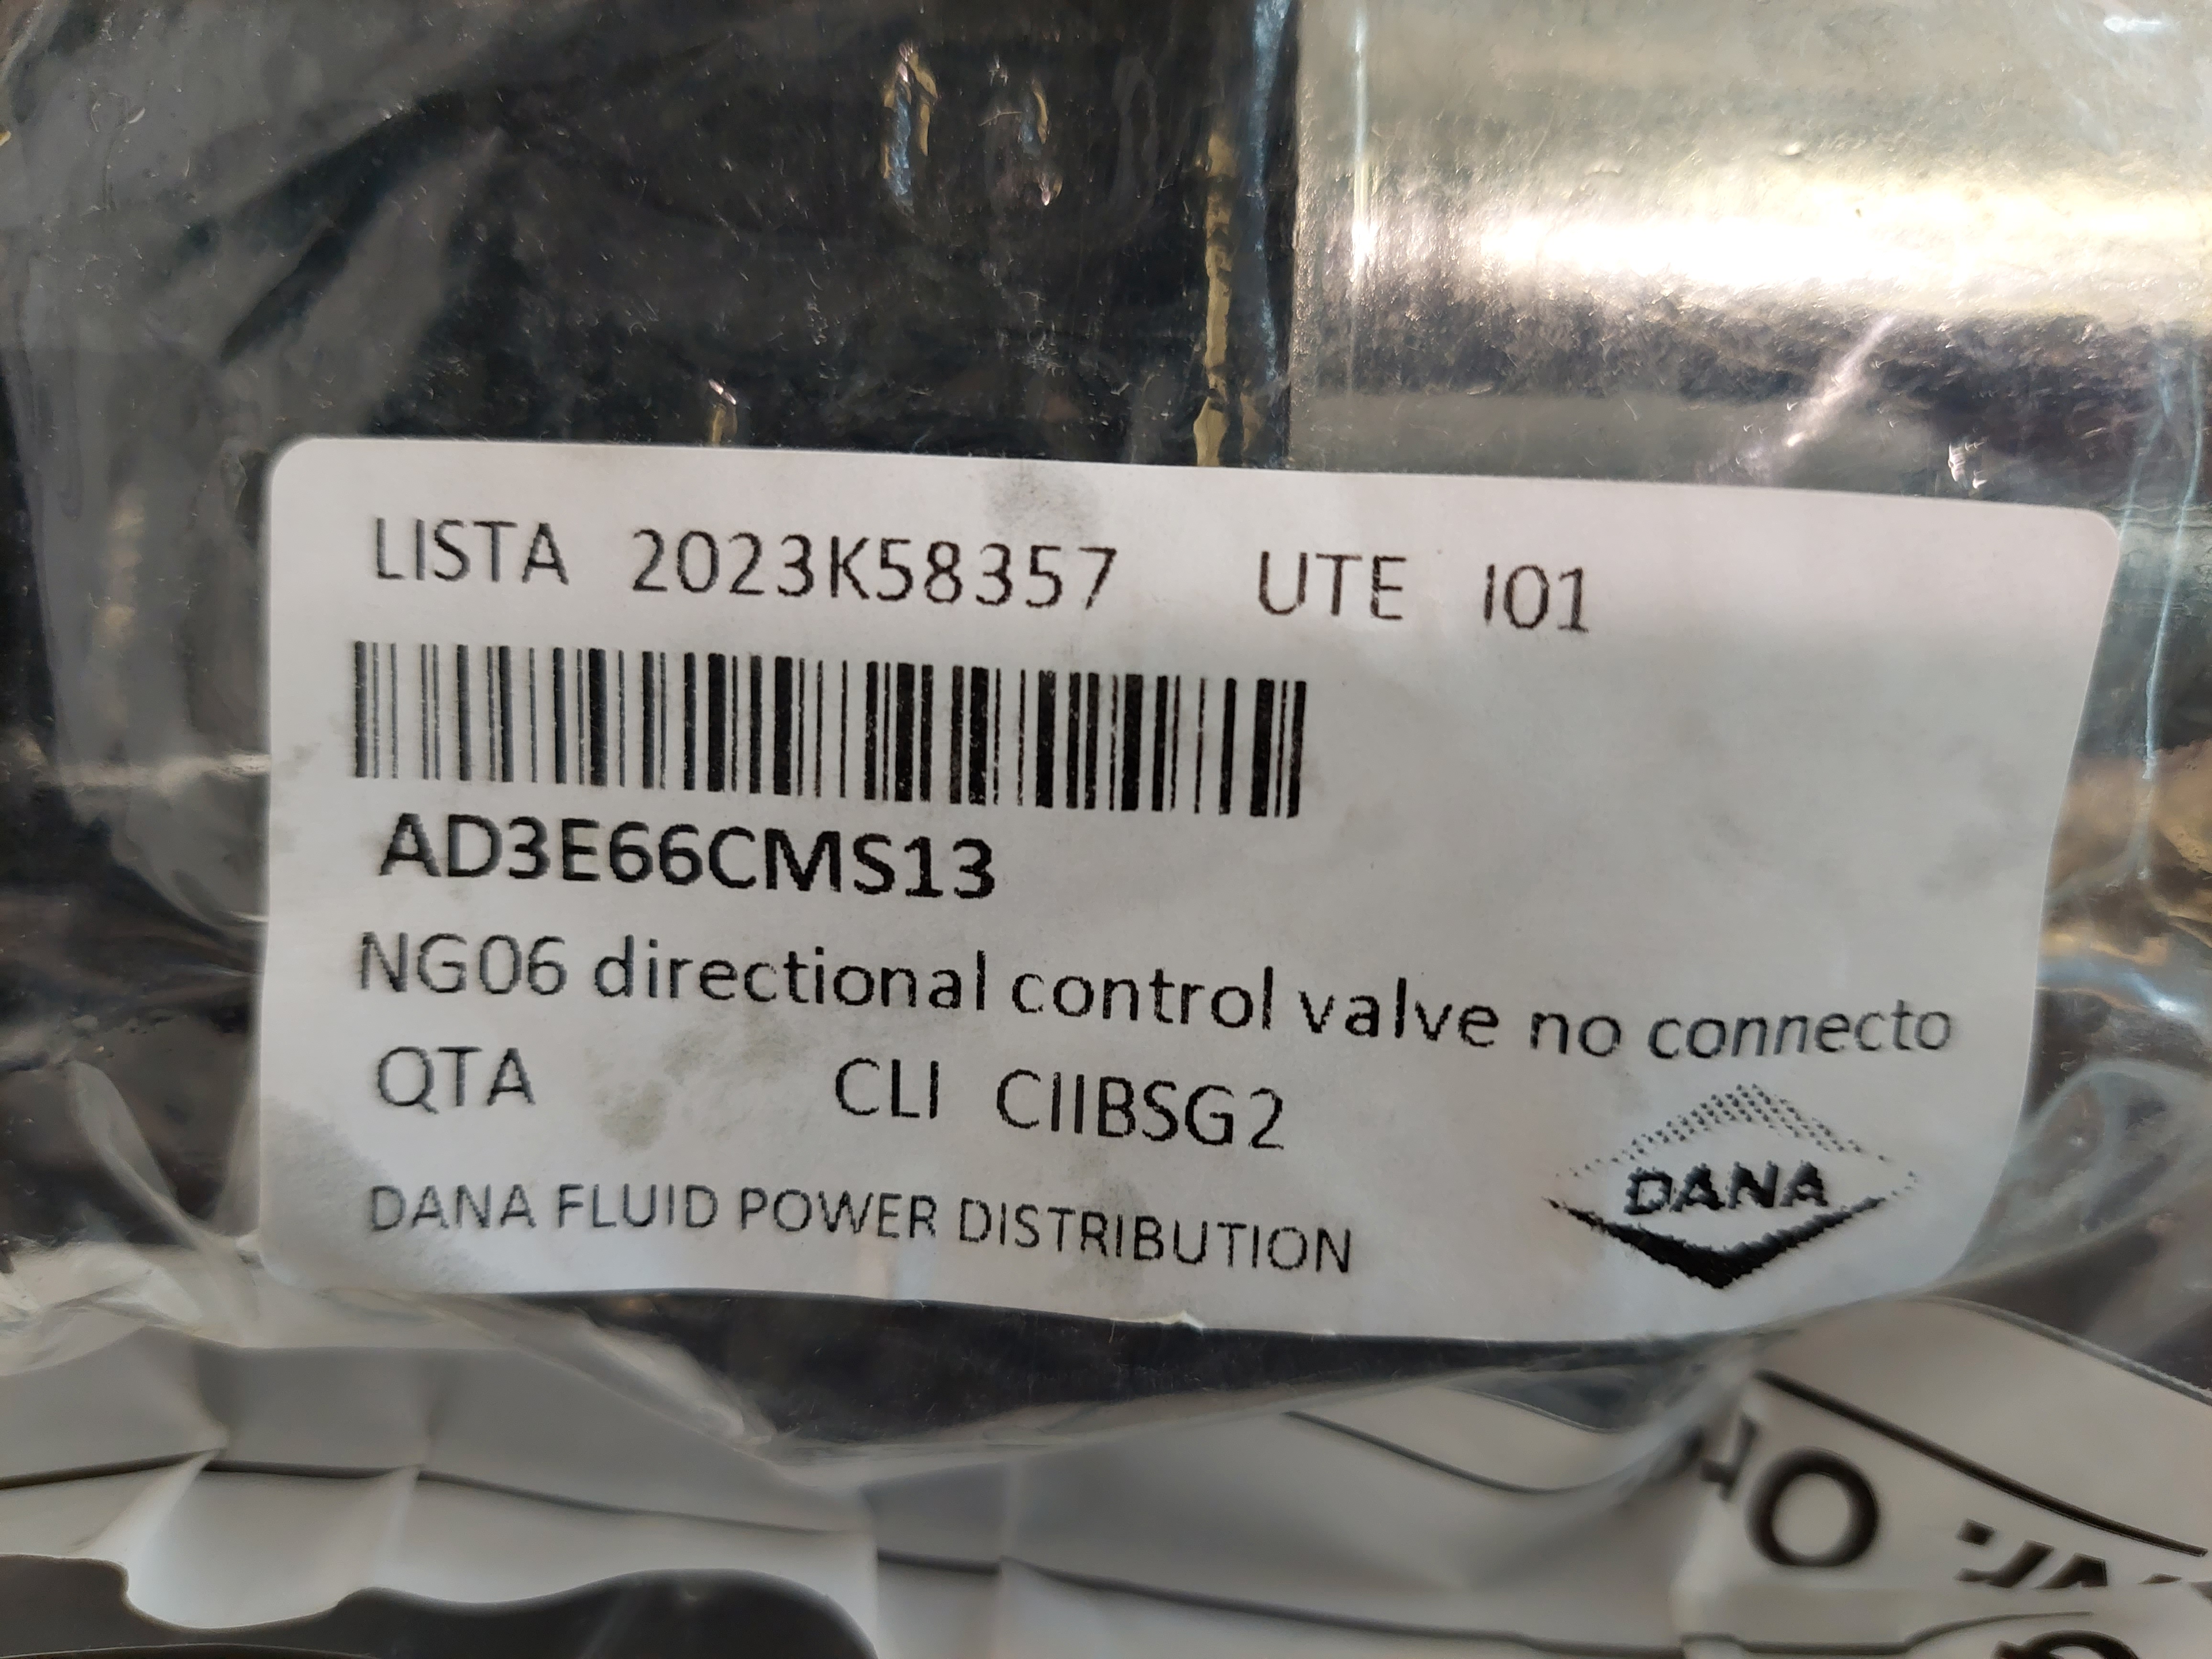 LISTA 2023K58357 UTE I01
AD3E66CMS13
NG06 directional control valve no connecto
QTA CLI CIIBSG2
DANA FLUID POWER DISTRIBUTION
DANA